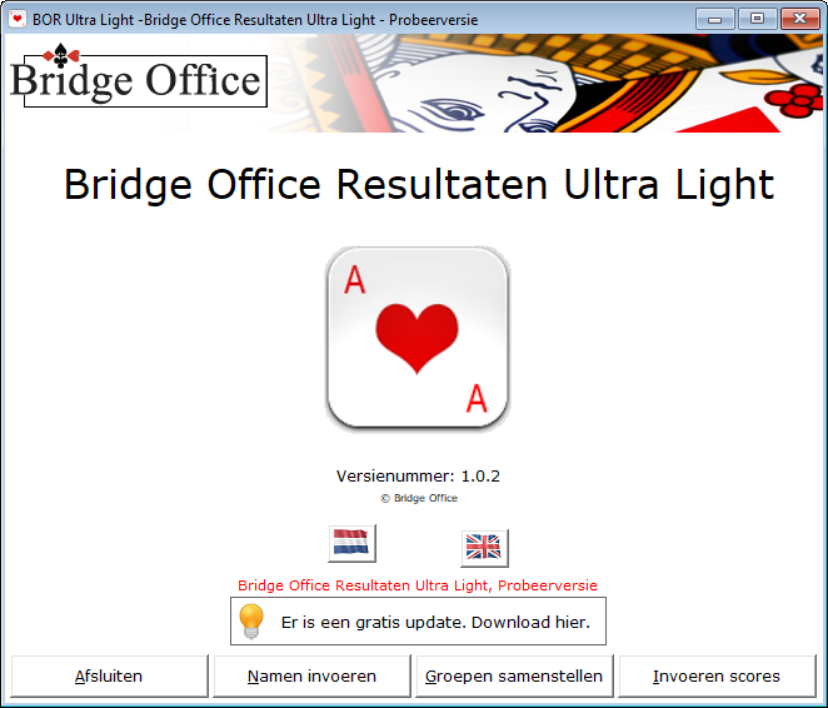 BOR Ultra Light -Bridge Office Resultaten Ultra Light - Probeerversie
Bridge Office
Bridge Office Resultaten Ultra Light
A
A
Versienummer: 1.0.2
© Bridge Office
Bridge Office Resultaten Ultra Light, Probeerversie
Er is een gratis update. Download hier.
Afsluiten Namen invoeren Groepen samenstellen Invoeren scores